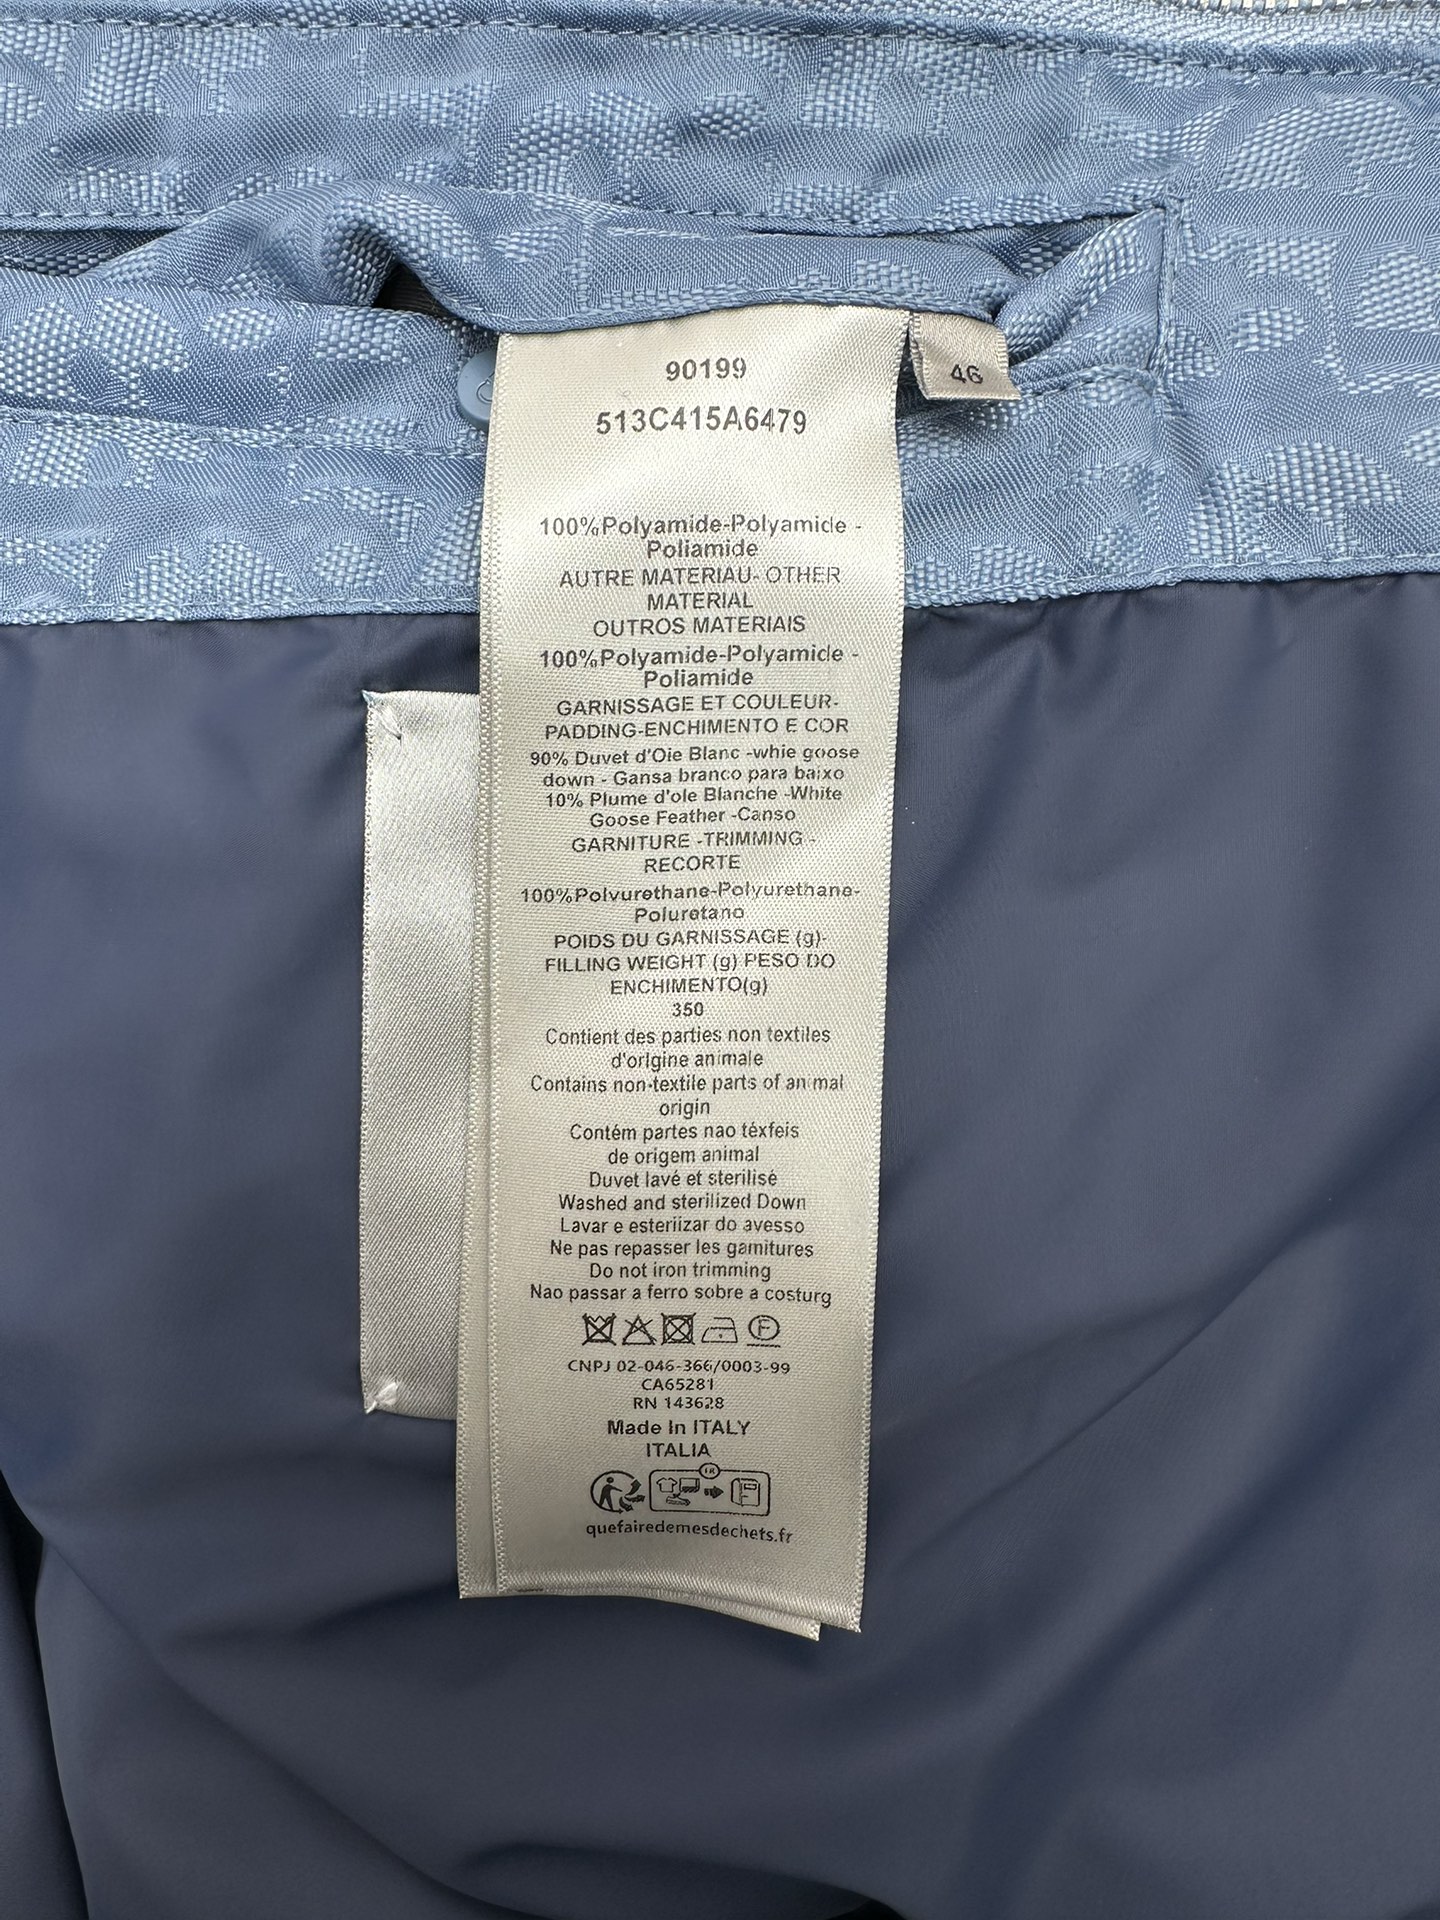 90199
46
513C415A6479
100%Polyamide-Polyamide -
Poliamide
AUTRE MATERIAU- OTHER
MATERIAL
OUTROS MATERIAIS
100%Polyamide-Polyamide -
Poliamide
GARNISSAGE ET COULEUR-
PADDING-ENCHIMENTO E COR
90% Duvet d'Oie Blanc -whie goose
down - Gansa branco para baixo
10% Plume d'ole Blanche -White
Goose Feather -Canso
GARNITURE -TRIMMING -
RECORTE
100%Polvurethane-Polyurethane-
Poluretano
POIDS DU GARNISSAGE (g)-
FILLING WEIGHT (g) PESO DO
ENCHIMENTO(g)
350
Contient des parties non textiles
d'origine animale
Contains non-textile parts of animal
origin
Contém partes nao téxfeis
de origem animal
Duvet lavé et sterilisé
Washed and sterilized Down
Lavar e esteriizar do avesso
Ne pas repasser les gamitures
Do not iron trimming
Nao passar a ferro sobre a costurg
F
CNPJ 02-046-366/0003-99
CA65281
RN 143628
Made In ITALY
ITALIA
FR
quefairedemesdechets.fr